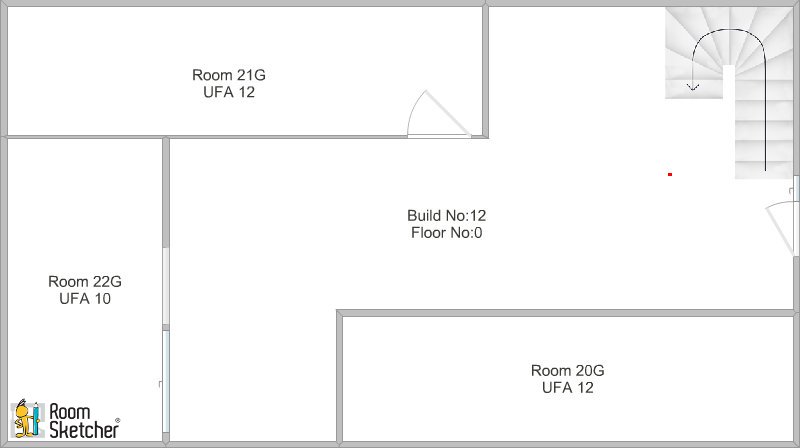 Room 21G
UFA 12
Build No:12
Floor No:0
Room 22G
UFA 10
Room 20G
UFA 12
Room
Sketcher®